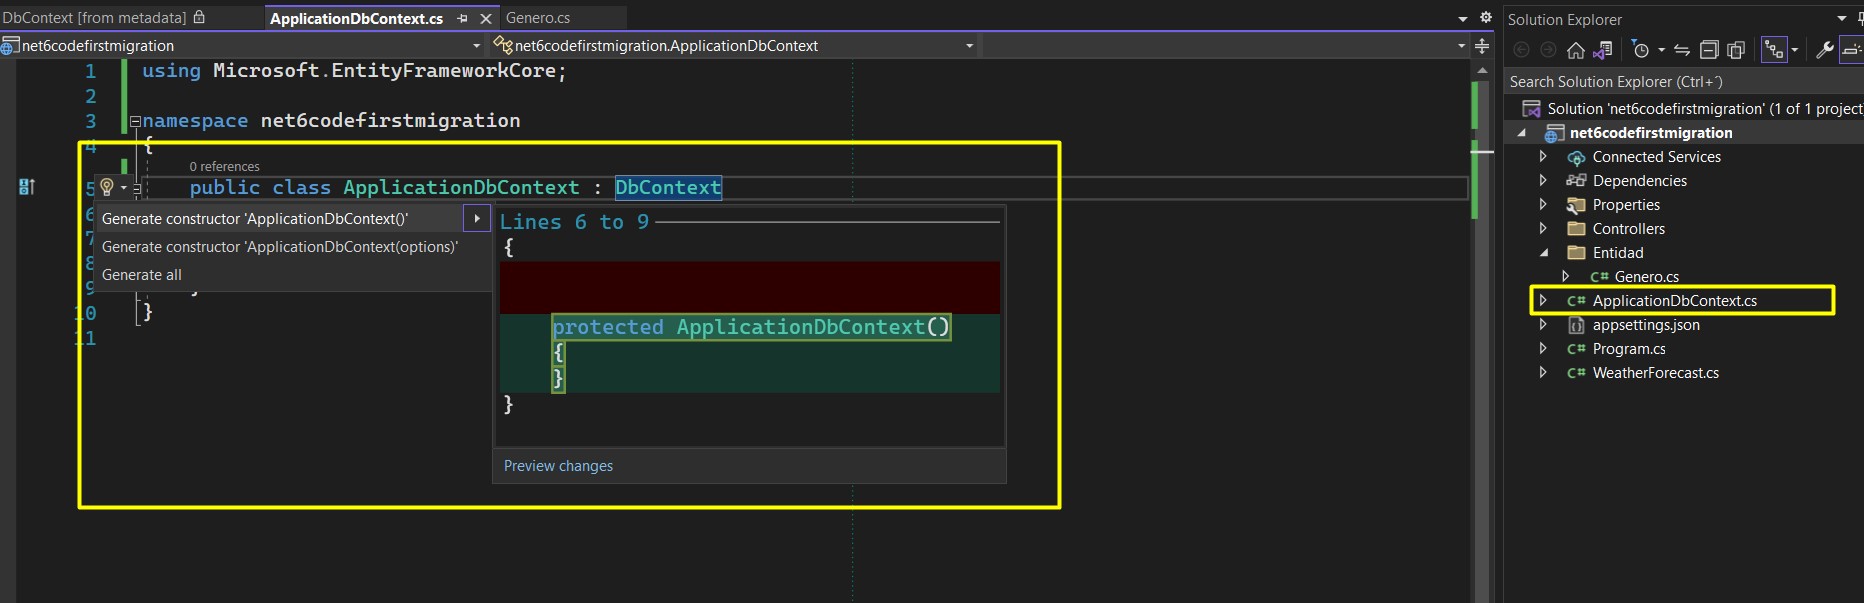 DbContext [from metadata]
ApplicationDbContext.cs
Genero.cs
net6codefirstmigration
net6codefirstmigration.ApplicationDbContext
1 using Microsoft.EntityFrameworkCore;
2
3 namespace net6codefirstmigration
4 {
0 references
5 public class ApplicationDbContext : DbContext
6
7
8
9
10 }
11
Generate constructor 'ApplicationDbContext()'
Generate constructor 'ApplicationDbContext(options)'
Generate all
Lines 6 to 9
{
protected ApplicationDbContext()
{
}
}
Preview changes
Solution Explorer
Search Solution Explorer (Ctrl+´)
Solution 'net6codefirstmigration' (1 of 1 project
net6codefirstmigration
Connected Services
Dependencies
Properties
Controllers
Entidad
C# Genero.cs
C# ApplicationDbContext.cs
appsettings.json
C# Program.cs
C# WeatherForecast.cs